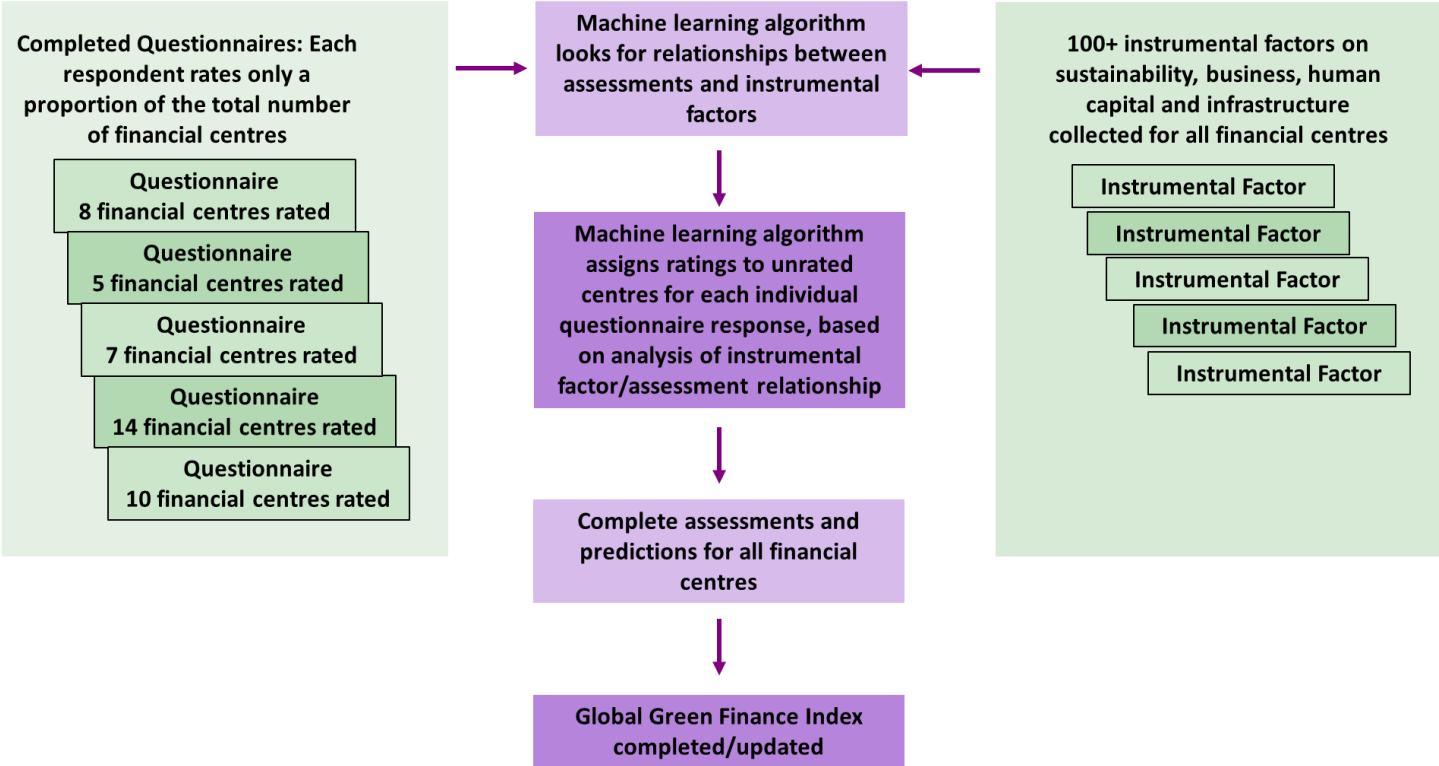 Completed Questionnaires: Each
respondent rates only a
proportion of the total number
of financial centres
Questionnaire
8 financial centres rated
Questionnaire
5 financial centres rated
Questionnaire
7 financial centres rated
Questionnaire
14 financial centres rated
Questionnaire
10 financial centres rated
Machine learning algorithm
looks for relationships between
assessments and instrumental
factors
Machine learning algorithm
assigns ratings to unrated
centres for each individual
questionnaire response, based
on analysis of instrumental
factor/assessment relationship
Complete assessments and
predictions for all financial
centres
Global Green Finance Index
completed/updated
100+ instrumental factors on
sustainability, business, human
capital and infrastructure
collected for all financial centres
Instrumental Factor
Instrumental Factor
Instrumental Factor
Instrumental Factor
Instrumental Factor